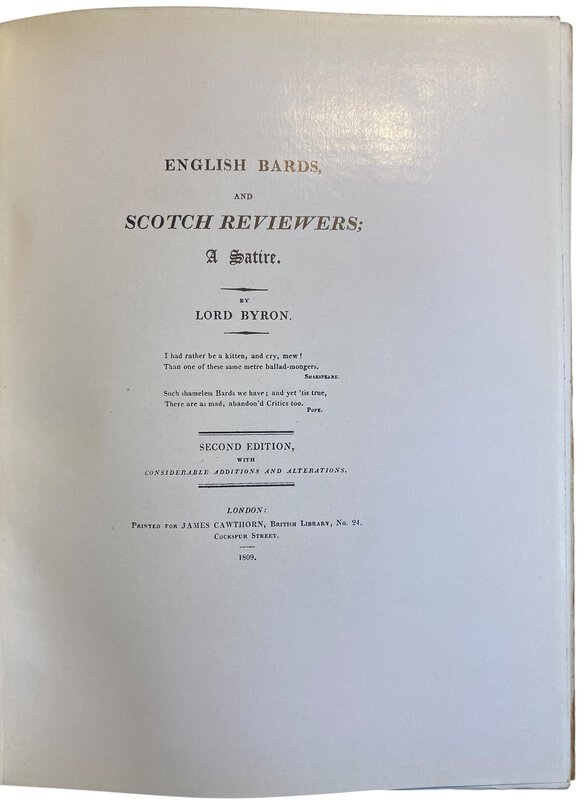 ENGLISH BARDS,
AND
SCOTCH REVIEWERS;
A Satire.
BY
LORD BYRON.
I had rather be a kitten, and cry, mew!
Than one of these same metre ballad-mongers.
SHAKSPEARE.
Such shameless Bards we have; and yet 'tis true,
There are as mad, abandon'd Critics too.
POPE.
SECOND EDITION,
WITH
CONSIDERABLE ADDITIONS AND ALTERATIONS.
LONDON:
PRINTED FOR JAMES CAWTHORN, BRITISH LIBRARY, No. 24,
COCKSPUR STREET.
1809.